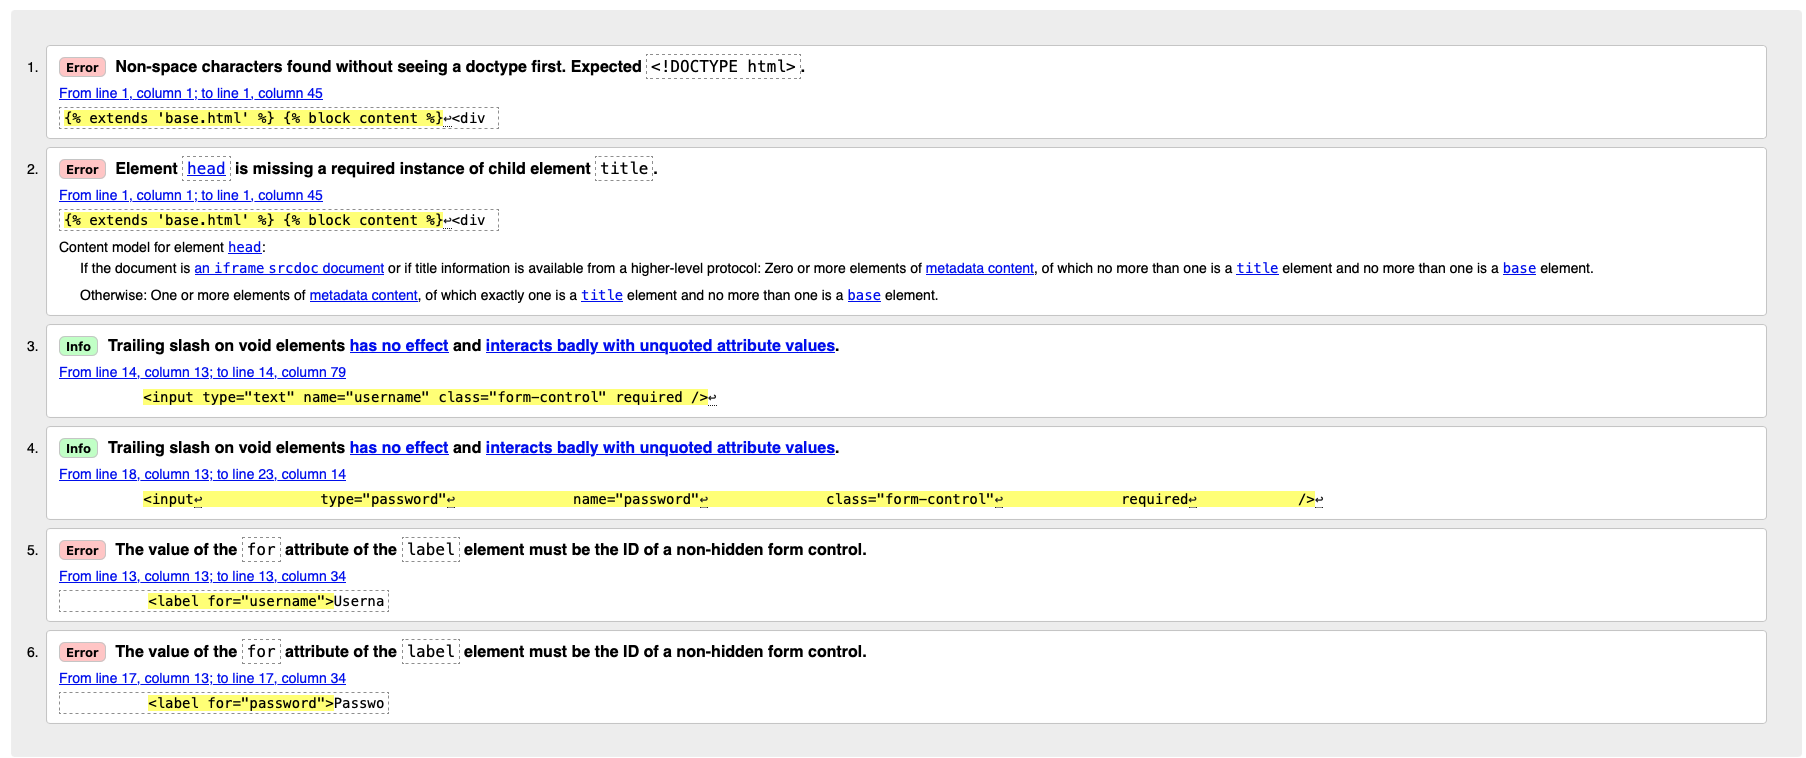 1. Error Non-space characters found without seeing a doctype first. Expected <!DOCTYPE html>.
From line 1, column 1; to line 1, column 45
{% extends 'base.html' %} {% block content %}↩<div
2. Error Element head is missing a required instance of child element title.
From line 1, column 1; to line 1, column 45
{% extends 'base.html' %} {% block content %}↩<div
Content model for element head:
If the document is an iframe srcdoc document or if title information is available from a higher-level protocol: Zero or more elements of metadata content, of which no more than one is a title element and no more than one is a base element.
Otherwise: One or more elements of metadata content, of which exactly one is a title element and no more than one is a base element.
3. Info Trailing slash on void elements has no effect and interacts badly with unquoted attribute values.
From line 14, column 13; to line 14, column 79
<input type="text" name="username" class="form-control" required />↩
4. Info Trailing slash on void elements has no effect and interacts badly with unquoted attribute values.
From line 18, column 13; to line 23, column 14
<input↩ type="password"↩ name="password"↩ class="form-control"↩ required↩ />↩
5. Error The value of the for attribute of the label element must be the ID of a non-hidden form control.
From line 13, column 13; to line 13, column 34
<label for="username">Userna
6. Error The value of the for attribute of the label element must be the ID of a non-hidden form control.
From line 17, column 13; to line 17, column 34
<label for="password">Passwo